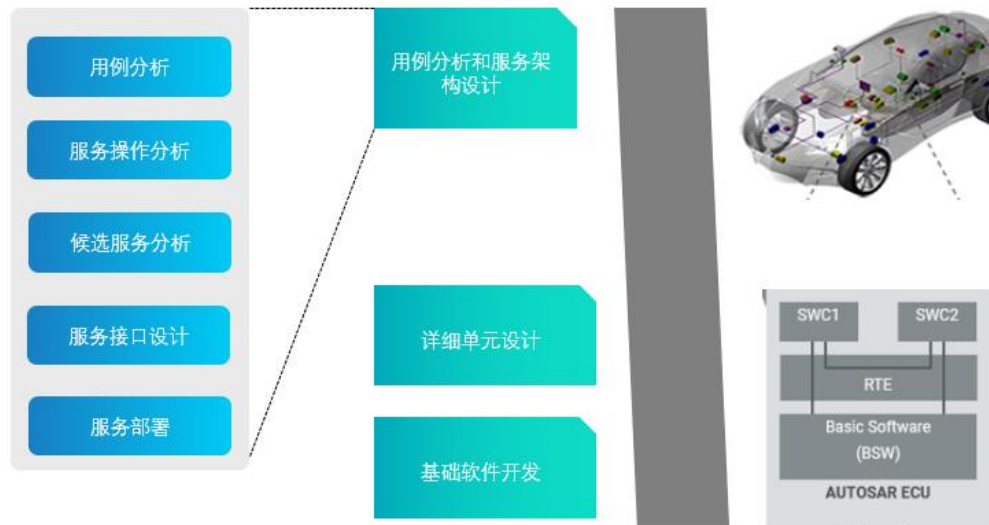 用例分析
服务操作分析
候选服务分析
服务接口设计
服务部署
用例分析和服务架
构设计
详细单元设计
基础软件开发
SWC1
SWC2
RTE
Basic Software
(BSW)
AUTOSAR ECU